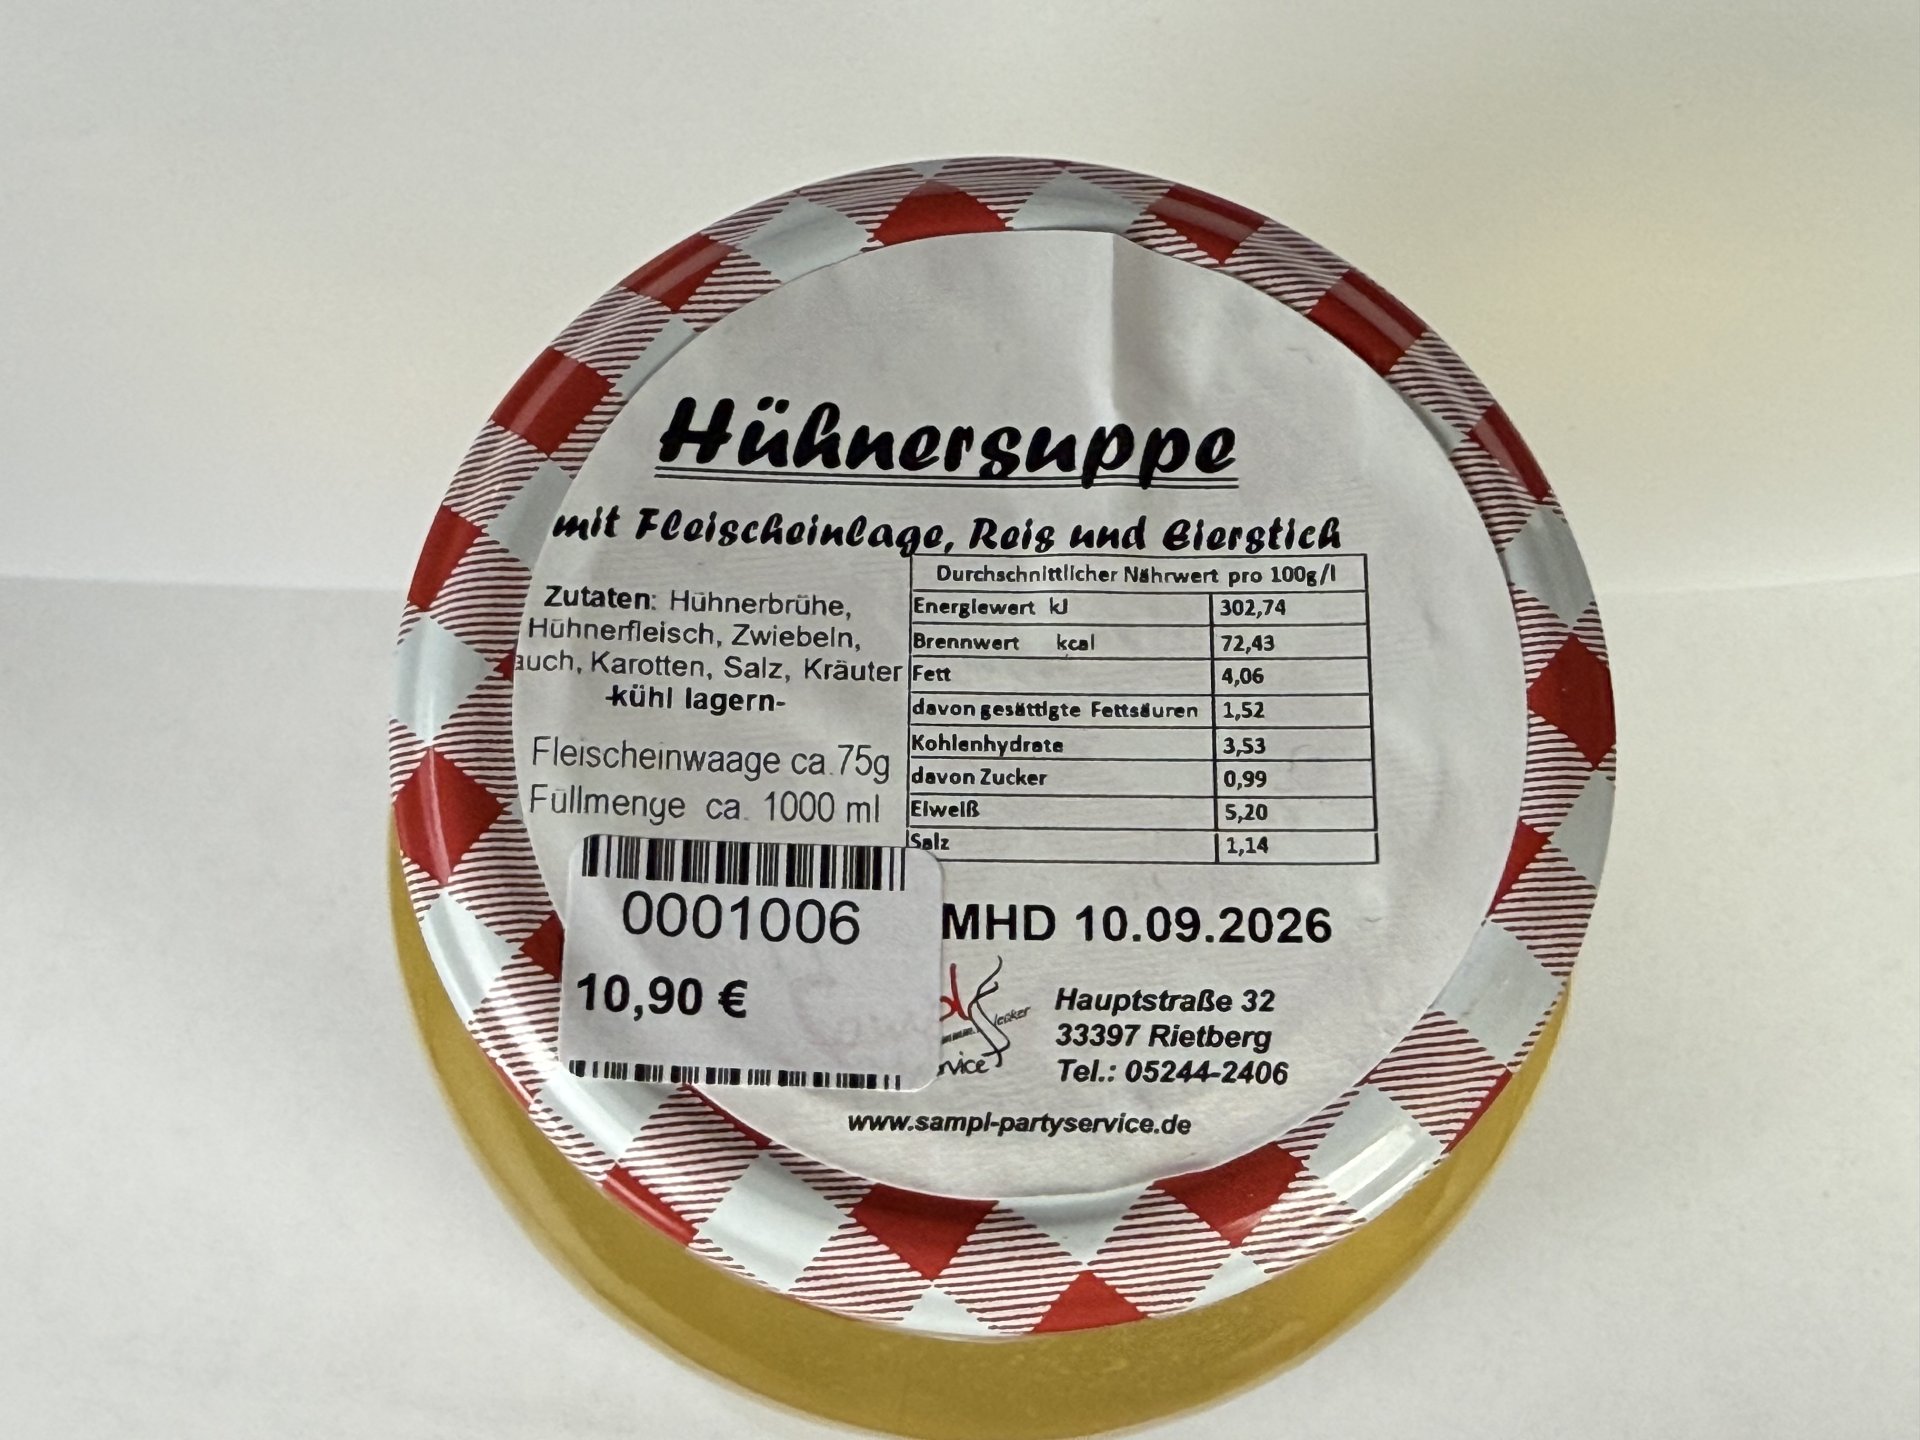 Hühnersuppe
mit Fleischeinlage, Reis und Eierstich
Zutaten: Hühnerbrühe,
Hühnerfleisch, Zwiebeln,
auch, Karotten, Salz, Kräuter
-kühl lagern-
Fleischeinwaage ca.75g
Füllmenge ca. 1000 ml
Durchschnittlicher Nährwert pro 100g/l
Energiewert kJ 302,74
Brennwert kcal 72,43
Fett 4,06
davon gesättigte Fettsäuren 1,52
Kohlenhydrate 3,53
davon Zucker 0,99
Eiweiß 5,20
Salz 1,14
0001006
10,90 €
MHD 10.09.2026
lecker
Hauptstraße 32
33397 Rietberg
Tel.: 05244-2406
www.sampl-partyservice.de